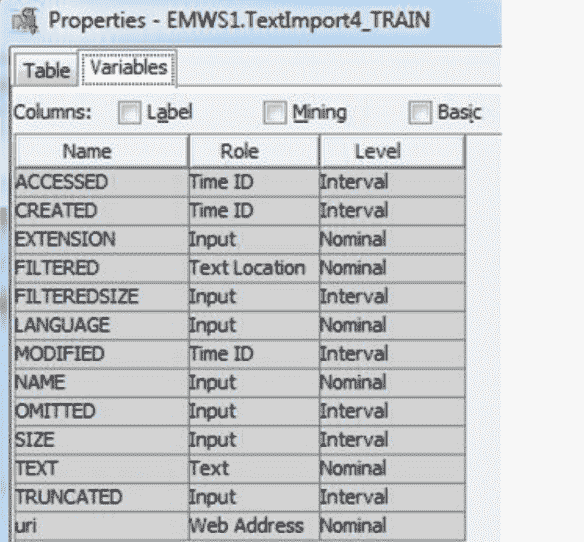 Properties - EMWS1.TextImport4_TRAIN
Table Variables
Columns: Label Mining Basic
Name Role Level
ACCESSED Time ID Interval
CREATED Time ID Interval
EXTENSION Input Nominal
FILTERED Text Location Nominal
FILTEREDSIZE Input Interval
LANGUAGE Input Nominal
MODIFIED Time ID Interval
NAME Input Nominal
OMITTED Input Interval
SIZE Input Interval
TEXT Text Nominal
TRUNCATED Input Interval
uri Web Address Nominal